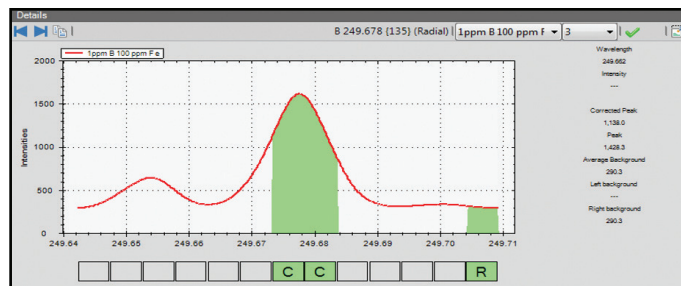 Details
B 249.678 {135} (Radial) 1ppm B 100 ppm F 3
1ppm B 100 ppm Fe
Wavelength
249.662
Intensity
---
Corrected Peak
1,138.0
Peak
1,428.3
Average Background
290.3
Left background
---
Right background
290.3
Intensities
2000
1500
1000
500
0
249.64 249.65 249.66 249.67 249.68 249.69 249.70 249.71
C C R